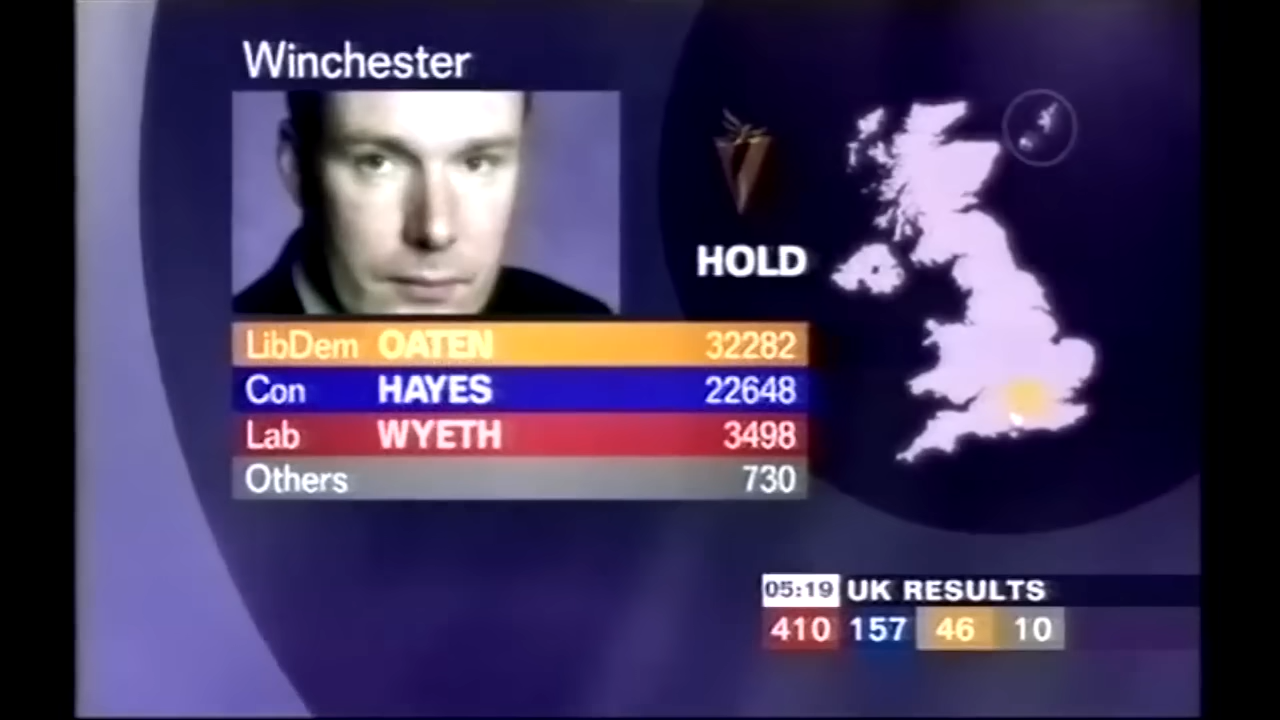 Winchester
HOLD
LibDem OATEN 32282
Con HAYES 22648
Lab WYETH 3498
Others 730
05:19 UK RESULTS
410 157 46 10